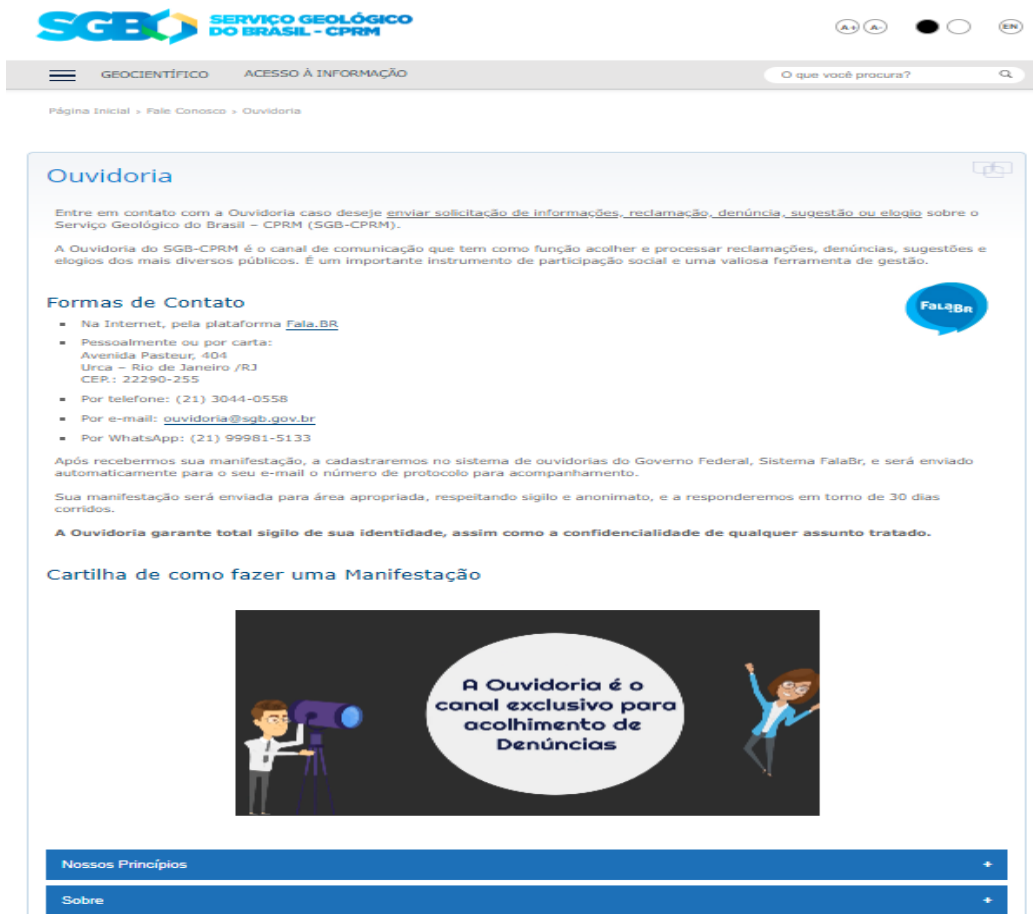 SGB
SERVIÇO GEOLÓGICO
DO BRASIL - CPRM
A+ A- EN
GEOCIENTÍFICO ACESSO À INFORMAÇÃO O que você procura?
Página Inicial > Fale Conosco > Ouvidoria
Ouvidoria
Entre em contato com a Ouvidoria caso deseje enviar solicitação de informações, reclamação, denúncia, sugestão ou elogio sobre o
Serviço Geológico do Brasil – CPRM (SGB-CPRM).
A Ouvidoria do SGB-CPRM é o canal de comunicação que tem como função acolher e processar reclamações, denúncias, sugestões e
elogios dos mais diversos públicos. É um importante instrumento de participação social e uma valiosa ferramenta de gestão.
Formas de Contato
FALA.BR
▪ Na Internet, pela plataforma Fala.BR
▪ Pessoalmente ou por carta:
Avenida Pasteur, 404
Urca – Rio de Janeiro /RJ
CEP.: 22290-255
▪ Por telefone: (21) 3044-0558
▪ Por e-mail: ouvidoria@sgb.gov.br
▪ Por WhatsApp: (21) 99981-5133
Após recebermos sua manifestação, a cadastraremos no sistema de ouvidorias do Governo Federal, Sistema FalaBr, e será enviado
automaticamente para o seu e-mail o número de protocolo para acompanhamento.
Sua manifestação será enviada para área apropriada, respeitando sigilo e anonimato, e a responderemos em torno de 30 dias
corridos.
A Ouvidoria garante total sigilo de sua identidade, assim como a confidencialidade de qualquer assunto tratado.
Cartilha de como fazer uma Manifestação
A Ouvidoria é o
canal exclusivo para
acolhimento de
Denúncias
Nossos Princípios +
Sobre +